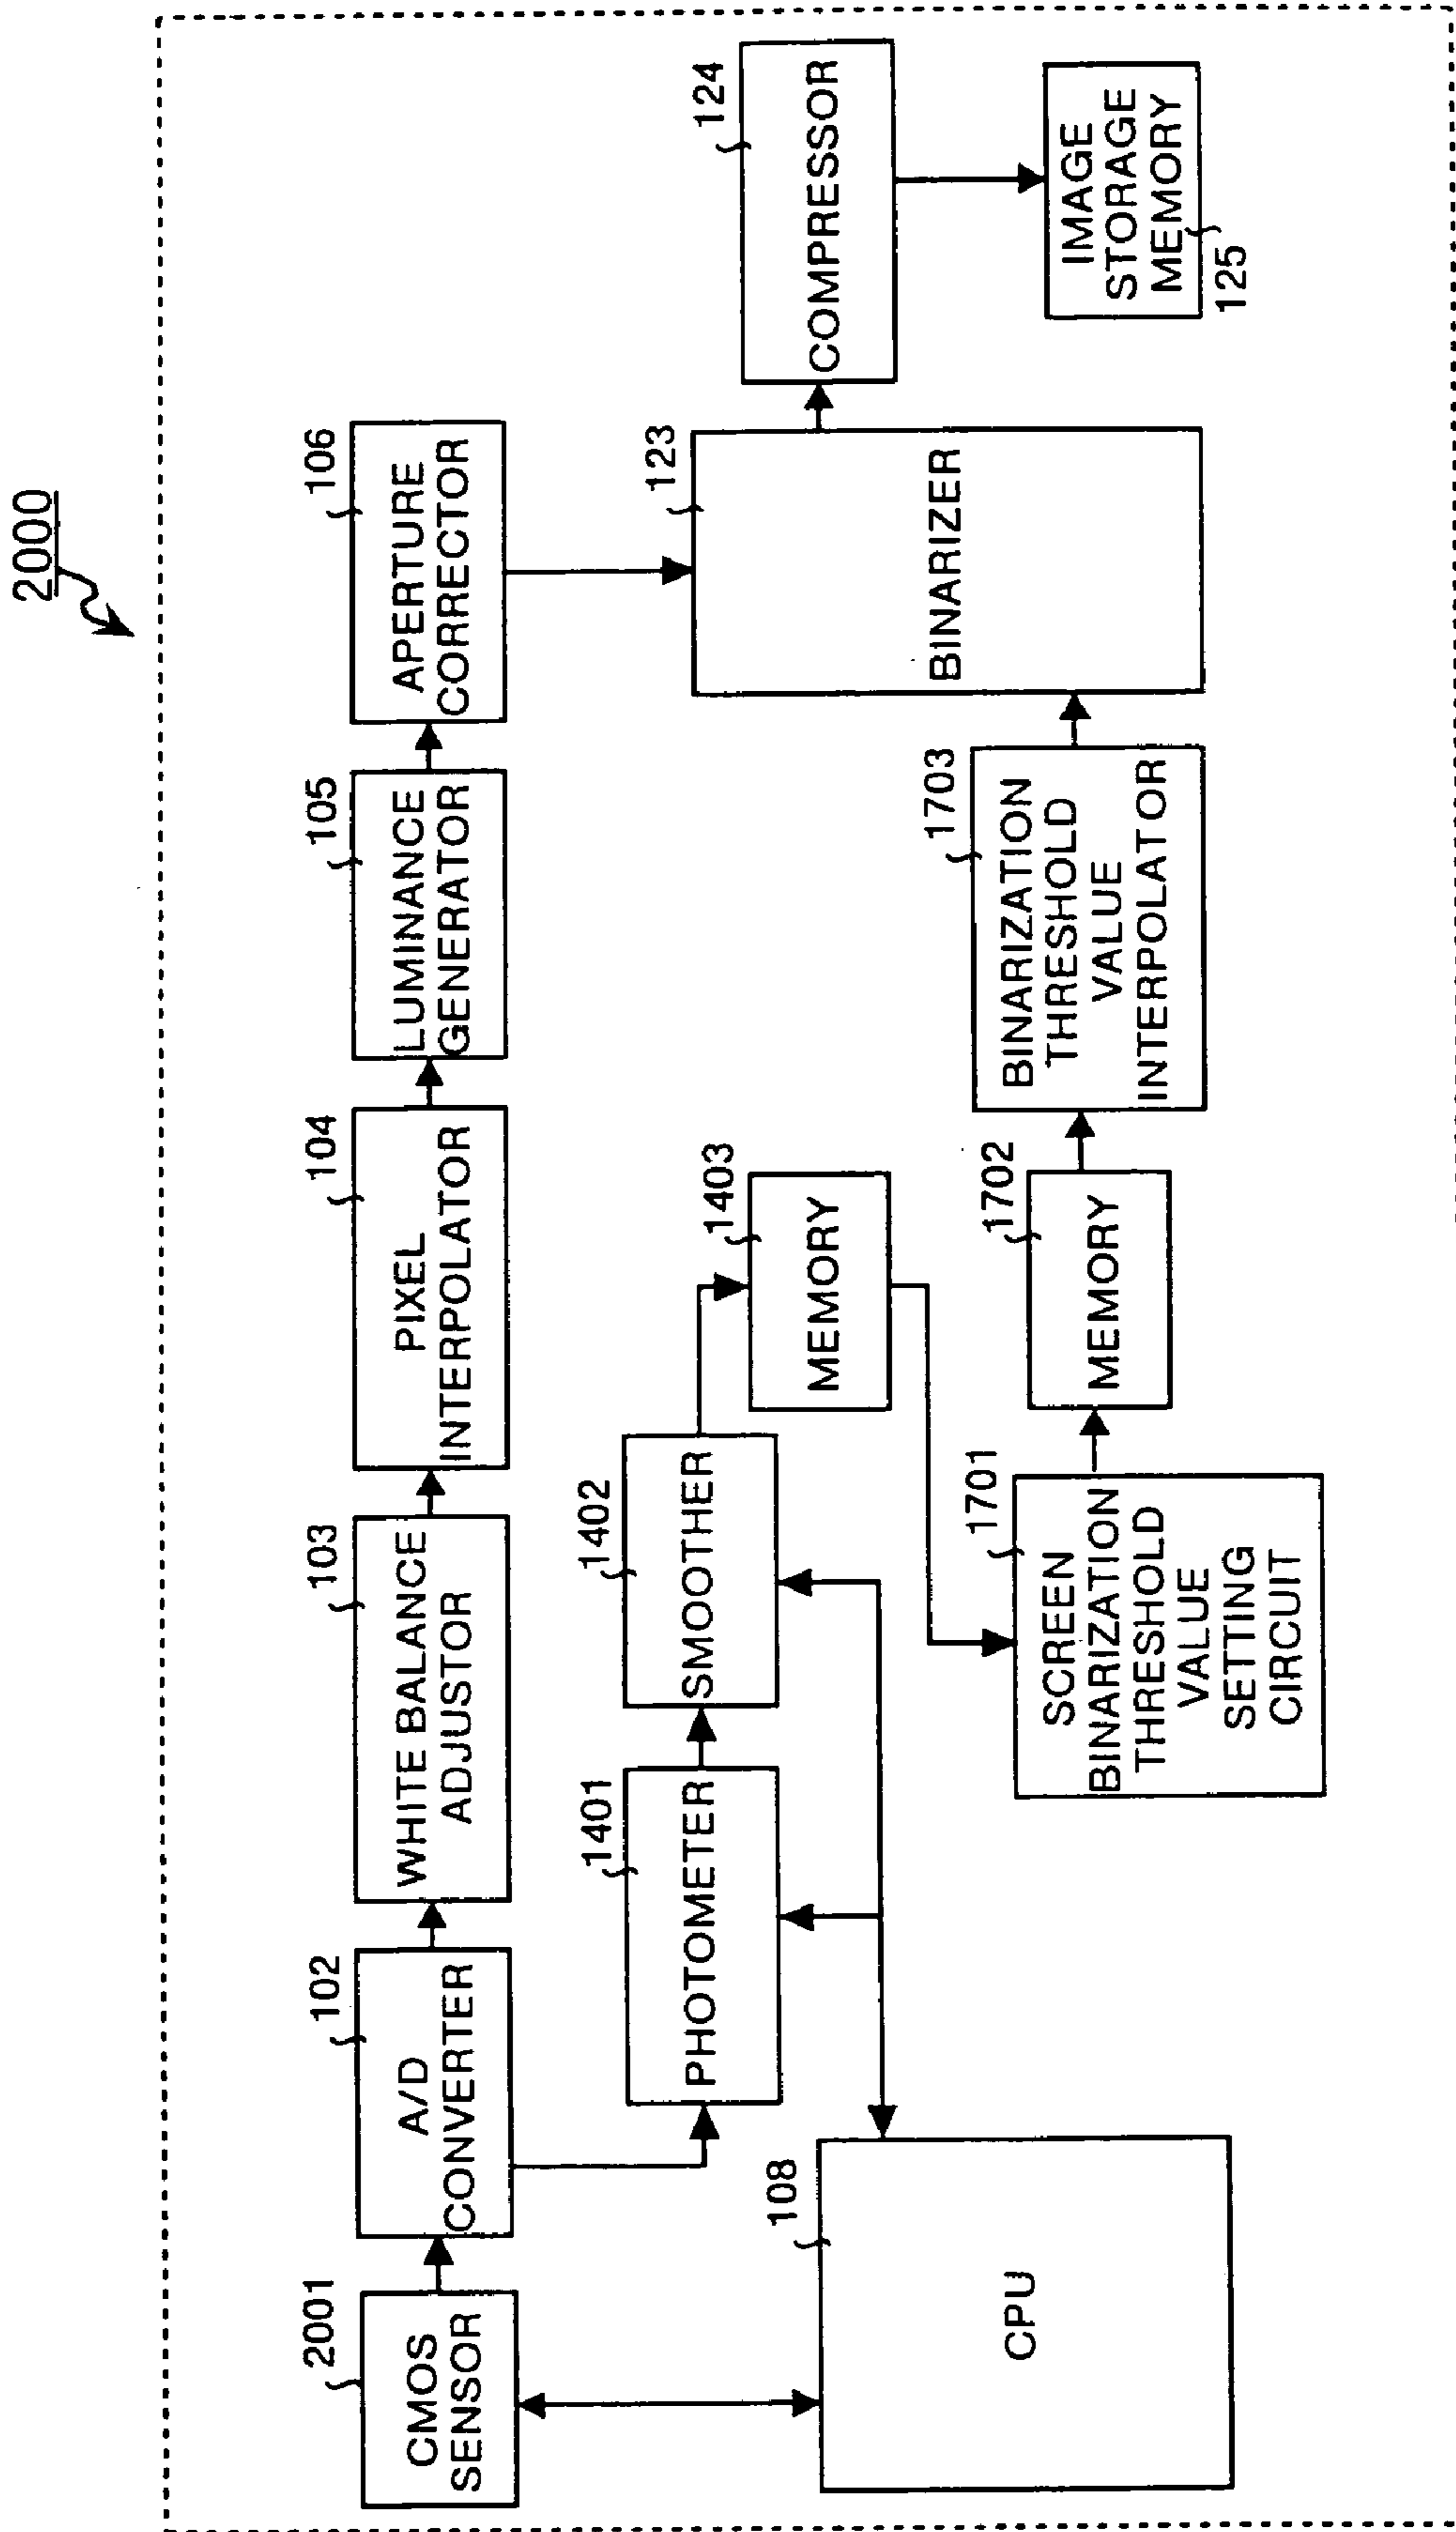 2000
2001
CMOS
SENSOR
102
A/D
CONVERTER
103
WHITE BALANCE
ADJUSTOR
104
PIXEL
INTERPOLATOR
105
LUMINANCE
GENERATOR
106
APERTURE
CORRECTOR
1401
PHOTOMETER
1402
SMOOTHER
1403
MEMORY
123
BINARIZER
124
COMPRESSOR
IMAGE
STORAGE
MEMORY
125
108
CPU
1701
SCREEN
BINARIZATION
THRESHOLD
VALUE
SETTING
CIRCUIT
1702
MEMORY
1703
BINARIZATION
THRESHOLD
VALUE
INTERPOLATOR